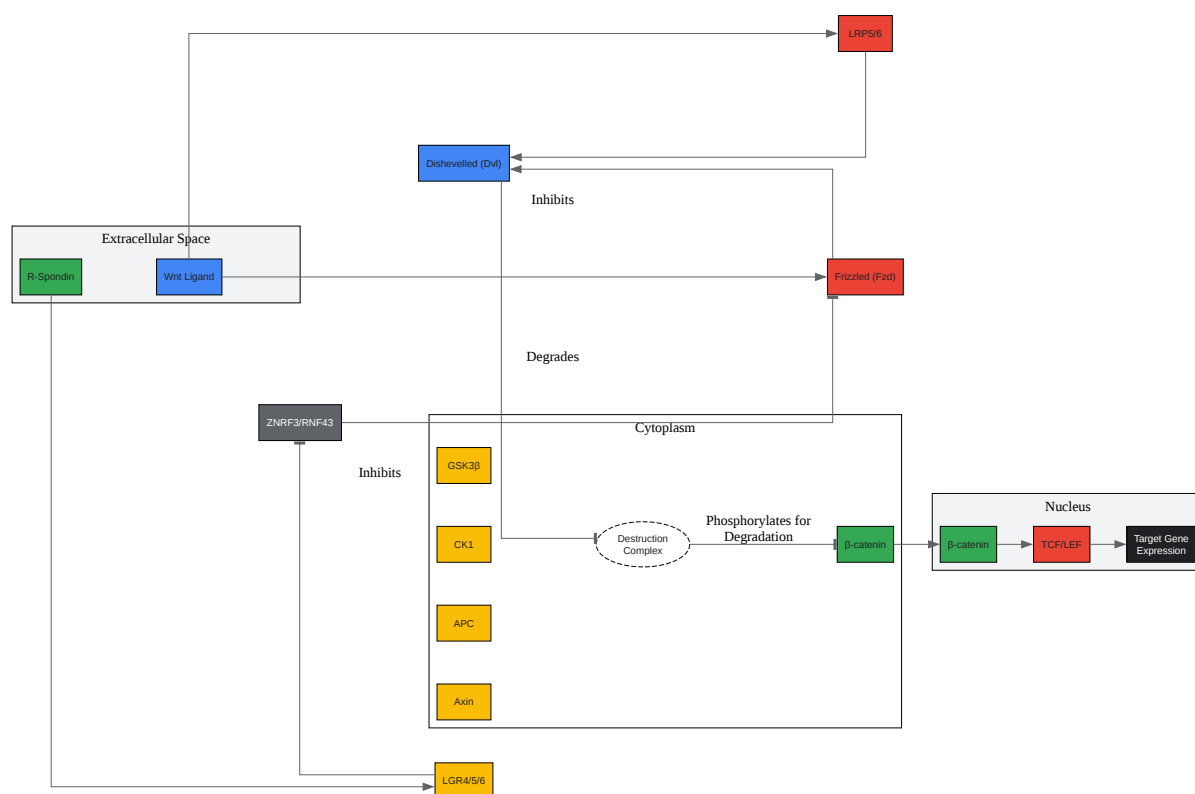 LRP5/6
Dishevelled (Dvl)
Inhibits
Extracellular Space
R-Spondin
Wnt Ligand
Frizzled (Fzd)
Degrades
ZNRF3/RNF43
Cytoplasm
GSK3β
Inhibits
Nucleus
Phosphorylates for
Degradation
CK1
Destruction
Complex
β-catenin
β-catenin
TCF/LEF
Target Gene
Expression
APC
Axin
LGR4/5/6